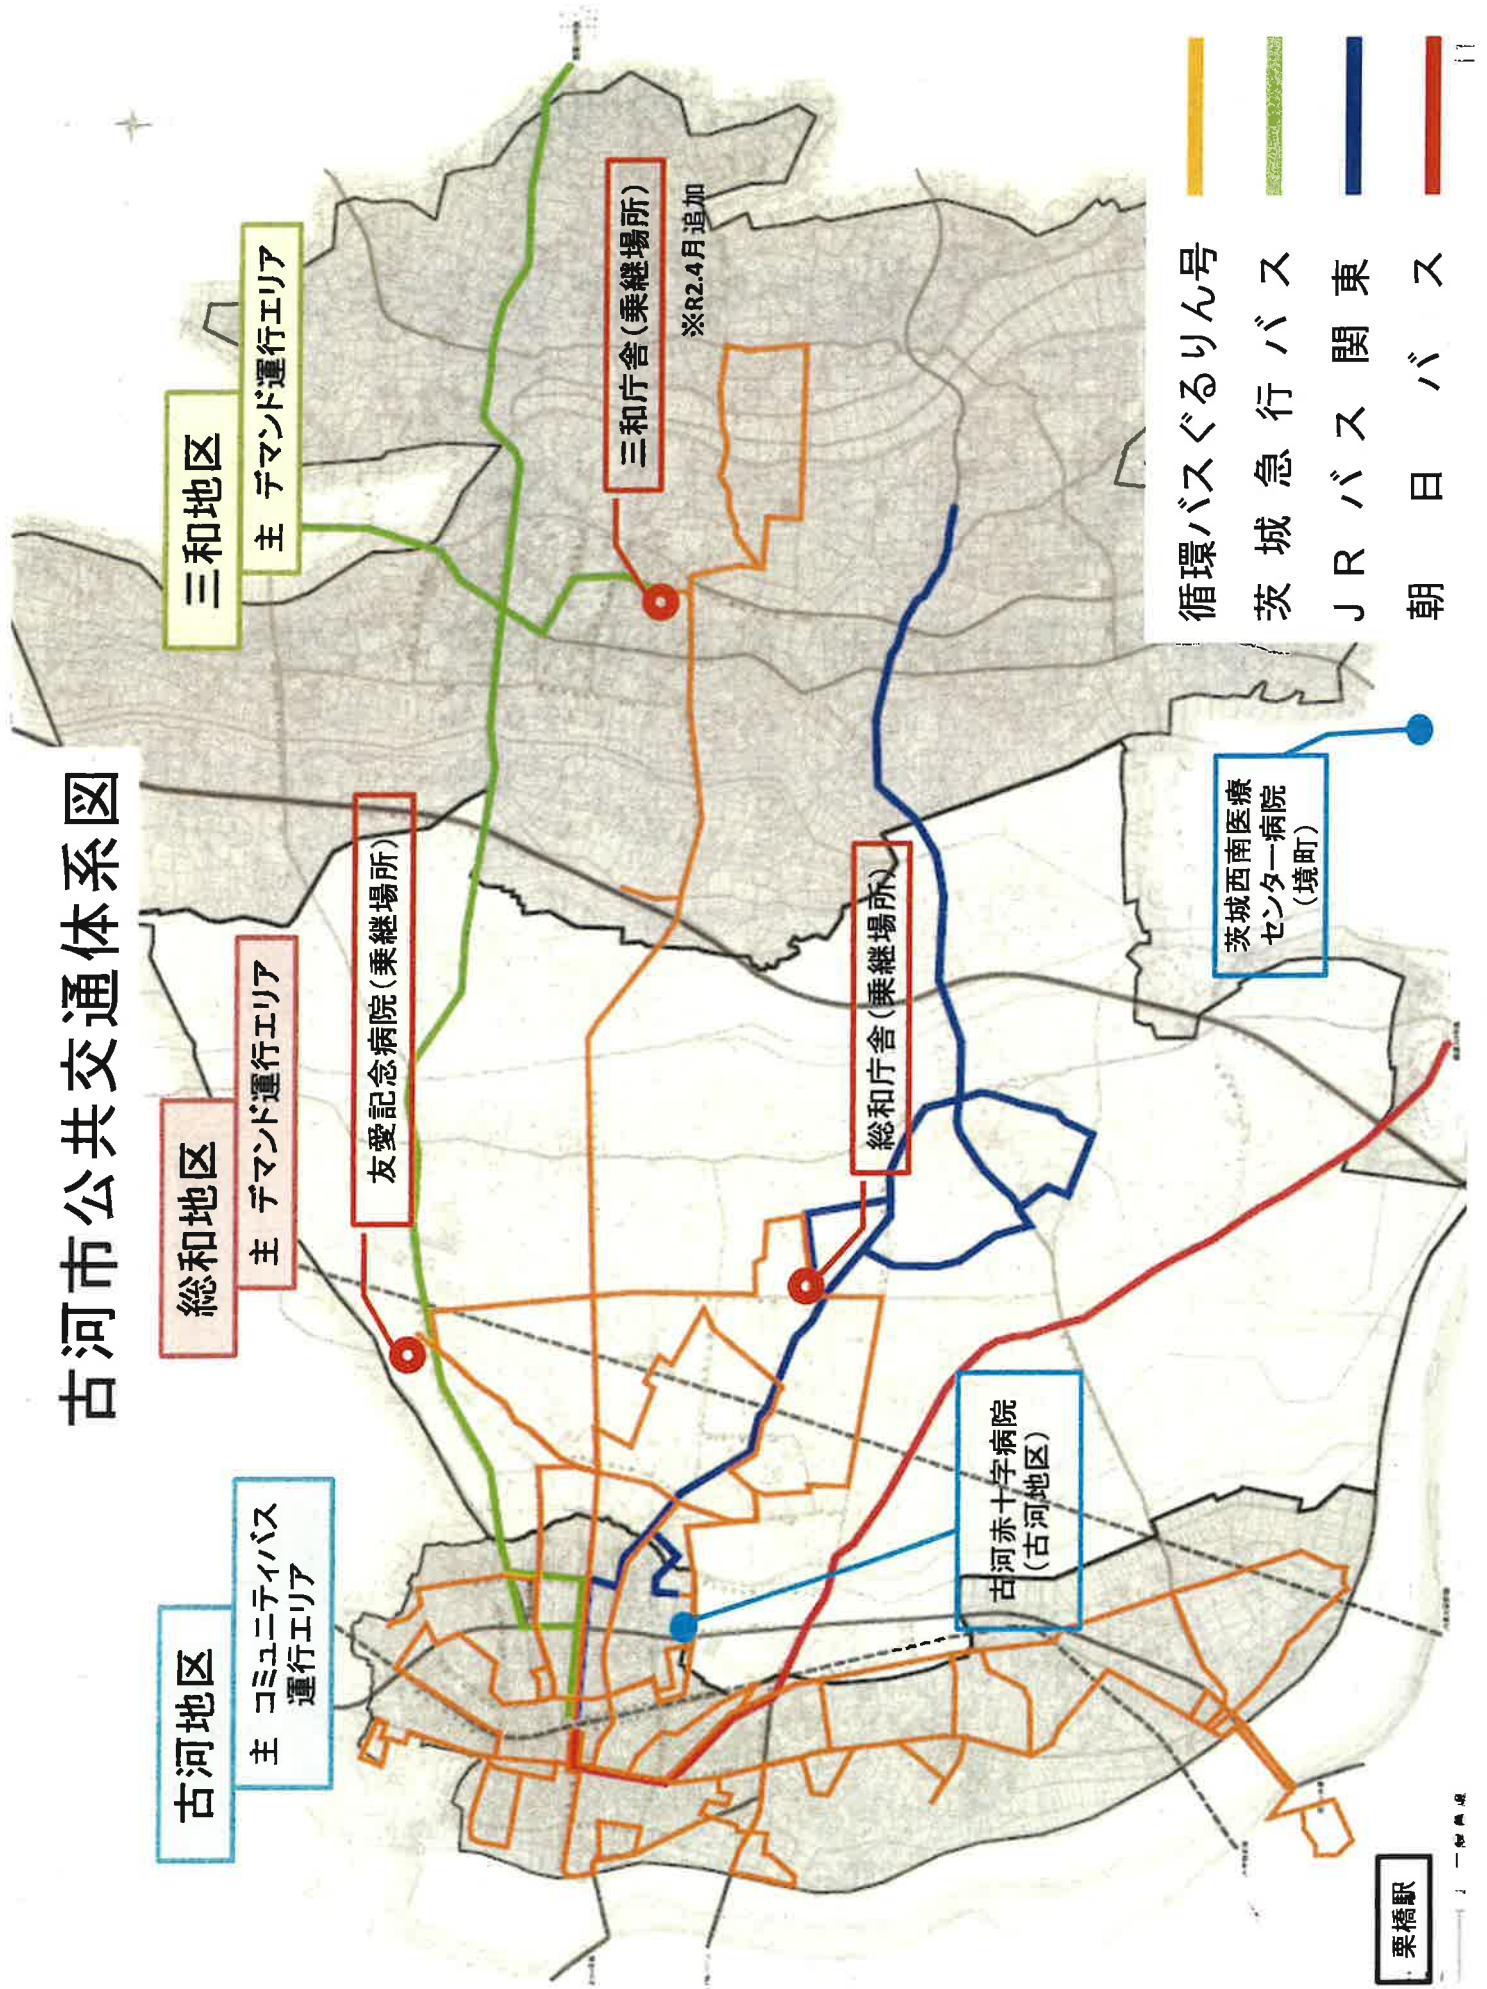 古河市公共交通体系図
古河地区
主 コミュニティバス
運行エリア
総和地区
主 デマンド運行エリア
三和地区
主 デマンド運行エリア
友愛記念病院(乗継場所)
三和庁舎(乗継場所)
※R2.4月追加
総和庁舎(乗継場所)
古河赤十字病院
(古河地区)
茨城西南医療
センター病院
(境町)
循環バスぐるりん号
茨城急行バス
JRバス関東
朝日バス
栗橋駅